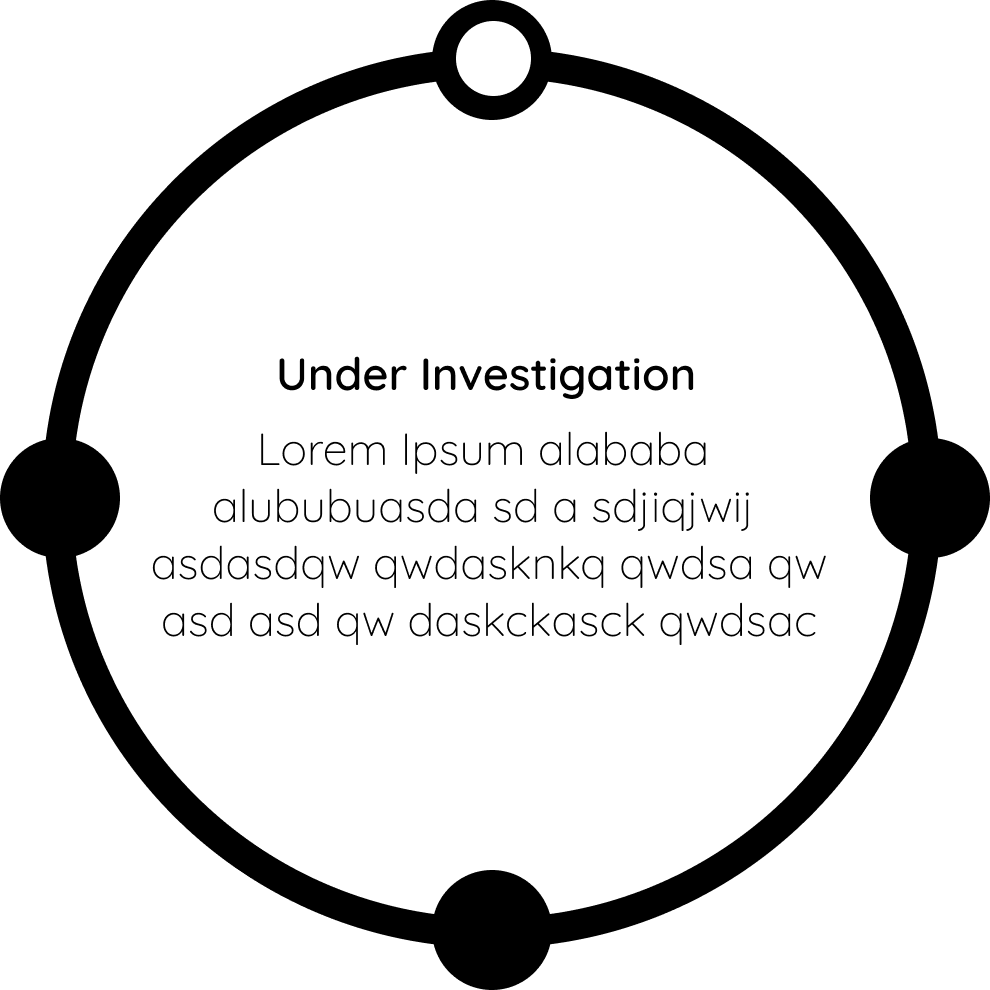 Under Investigation
Lorem Ipsum alababa
alububuasda sd a sdjiqjwij
asdasdqw qwdasknkq qwdsa qw
asd asd qw daskckasck qwdsac